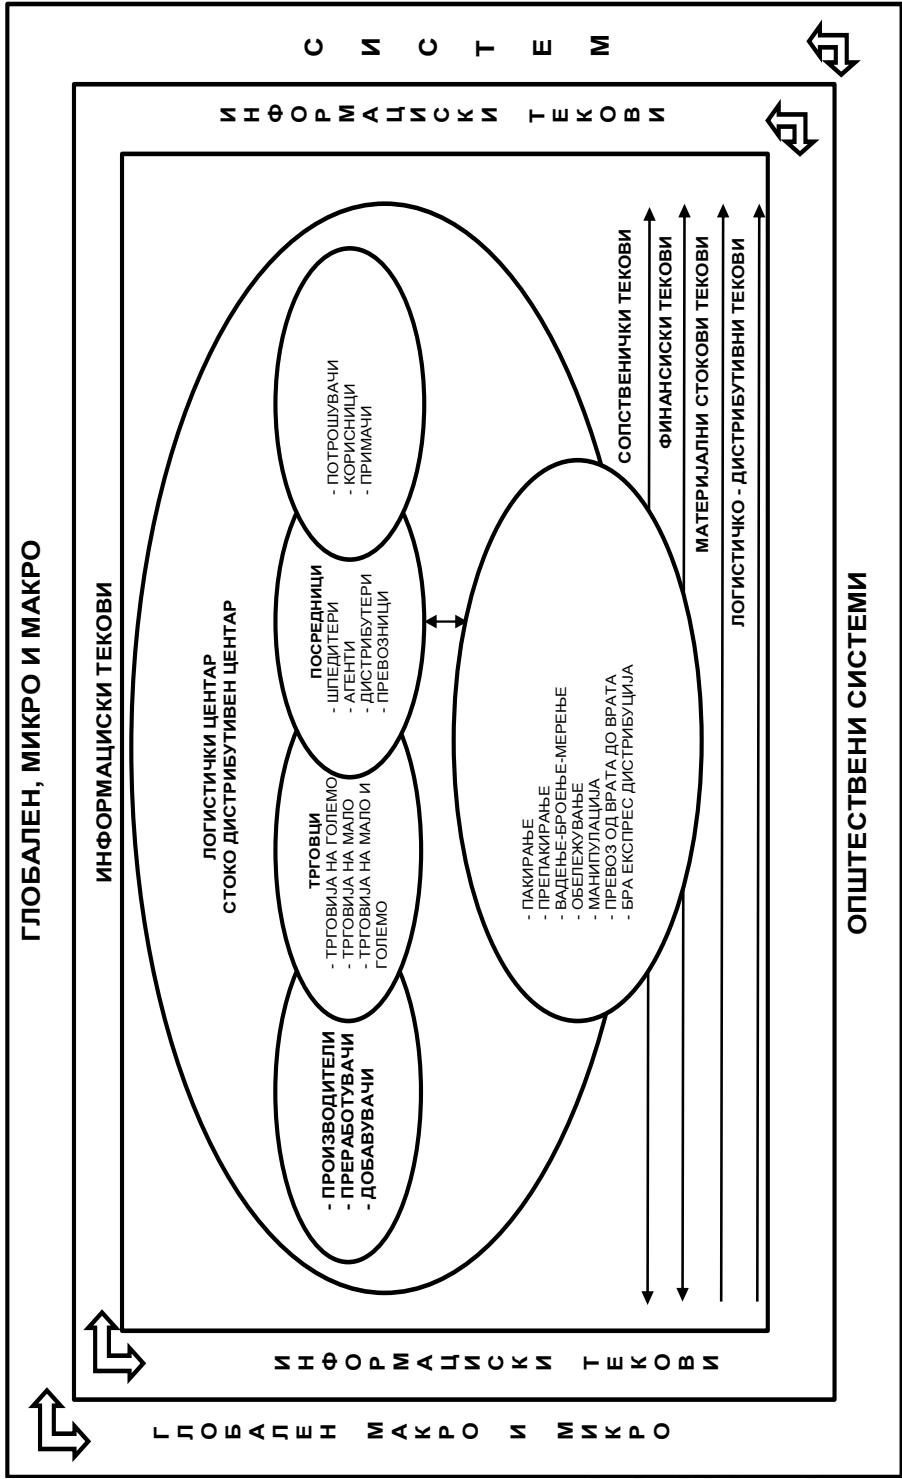 ГЛОБАЛЕН, МИКРО И МАКРО
ИНФОРМАЦИСКИ ТЕКОВИ
ГЛОБАЛЕН МАКРО И МИКРО
ИНФОРМАЦИСКИ ТЕКОВИ
ЛОГИСТИЧКИ ЦЕНТАР
СТОКО ДИСТРИБУТИВЕН ЦЕНТАР
- ПРОИЗВОДИТЕЛИ
- ПРЕРАБОТУВАЧИ
- ДОБАВУВАЧИ
ТРГОВЦИ
- ТРГОВИЈА НА ГОЛЕМО
- ТРГОВИЈА НА МАЛО
- ТРГОВИЈА НА МАЛО И
ГОЛЕМО
ПОСРЕДНИЦИ
- ШПЕДИТЕРИ
- АГЕНТИ
- ДИСТРИБУТЕРИ
- ПРЕВОЗНИЦИ
- ПОТРОШУВАЧИ
- КОРИСНИЦИ
- ПРИМАЧИ
- ПАКИРАЊЕ
- ПРЕПАКИРАЊЕ
- ВАДЕЊЕ-БРОЕЊЕ-МЕРЕЊЕ
- ОБЕЛЕЖУВАЊЕ
- МАНИПУЛАЦИЈА
- ПРЕВОЗ ОД ВРАТА ДО ВРАТА
- БРА ЕКСПРЕС ДИСТРИБУЦИЈА
СОПСТВЕНИЧКИ ТЕКОВИ
ФИНАНСИСКИ ТЕКОВИ
МАТЕРИЈАЛНИ СТОКОВИ ТЕКОВИ
ЛОГИСТИЧКО - ДИСТРИБУТИВНИ ТЕКОВИ
ИНФОРМАЦИСКИ ТЕКОВИ
СИСТЕМ
ОПШТЕСТВЕНИ СИСТЕМИ